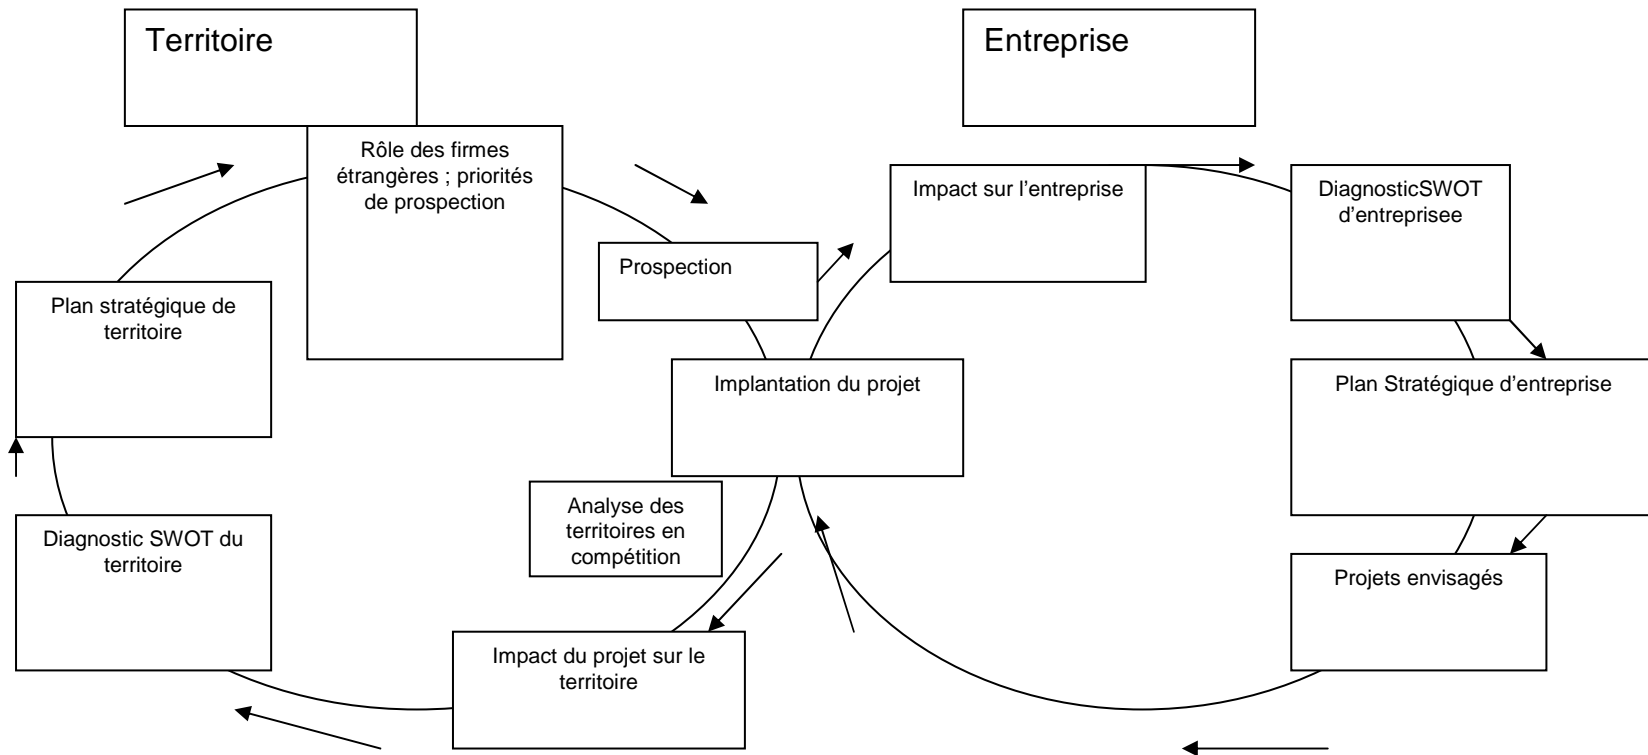 Territoire
Entreprise
Rôle des firmes
étrangères ; priorités
de prospection
Impact sur l’entreprise
DiagnosticSWOT
d’entreprisee
Prospection
Plan stratégique de
territoire
Implantation du projet
Plan Stratégique d’entreprise
Analyse des
territoires en
compétition
Diagnostic SWOT du
territoire
Projets envisagés
Impact du projet sur le
territoire